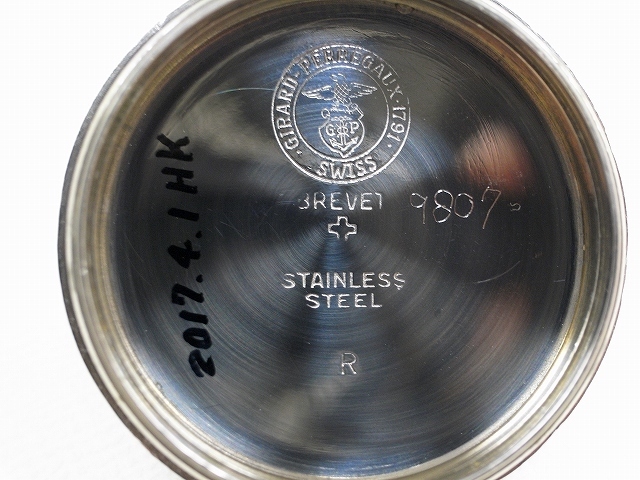 GIRARD-PERREGAUX·1791·
SWISS
GP
BREVET
9807
STAINLESS
STEEL
R
2017.4.1 HK